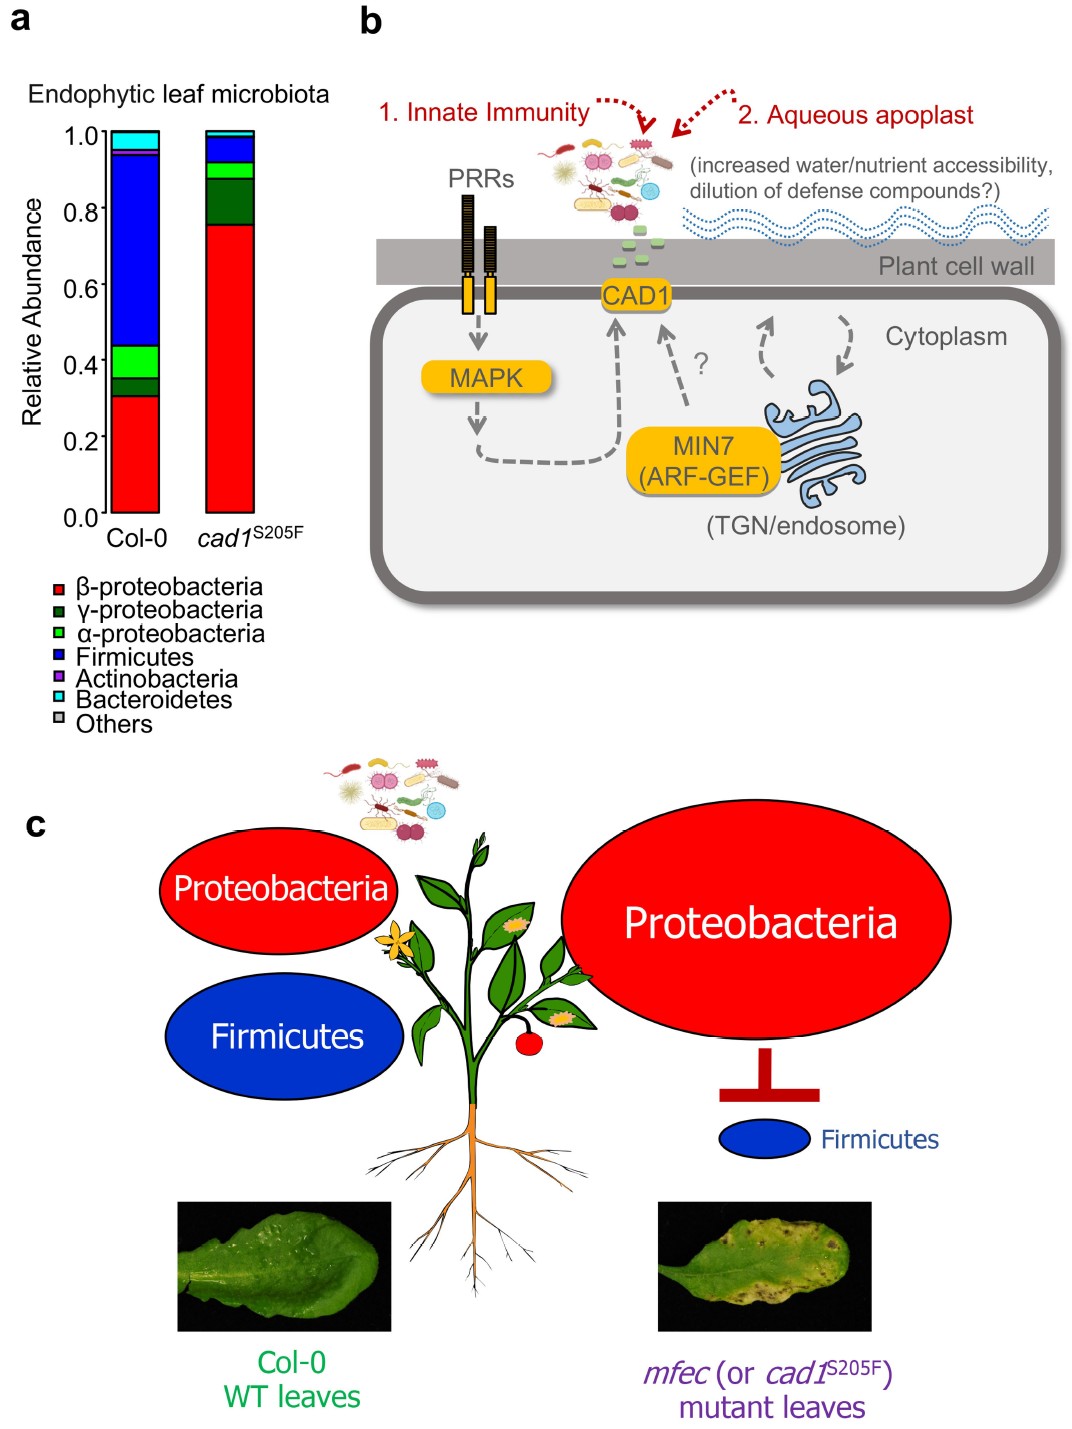 a
Endophytic leaf microbiota
Relative Abundance
1.0
0.8
0.6
0.4
0.2
0.0
Col-0
cad1S205F
β-proteobacteria
γ-proteobacteria
α-proteobacteria
Firmicutes
Actinobacteria
Bacteroidetes
Others
b
1. Innate Immunity
2. Aqueous apoplast
(increased water/nutrient accessibility,
dilution of defense compounds?)
PRRs
Plant cell wall
CAD1
Cytoplasm
MAPK
?
MIN7
(ARF-GEF)
(TGN/endosome)
c
Proteobacteria
Firmicutes
Proteobacteria
Firmicutes
Col-0
WT leaves
mfec (or cad1S205F)
mutant leaves